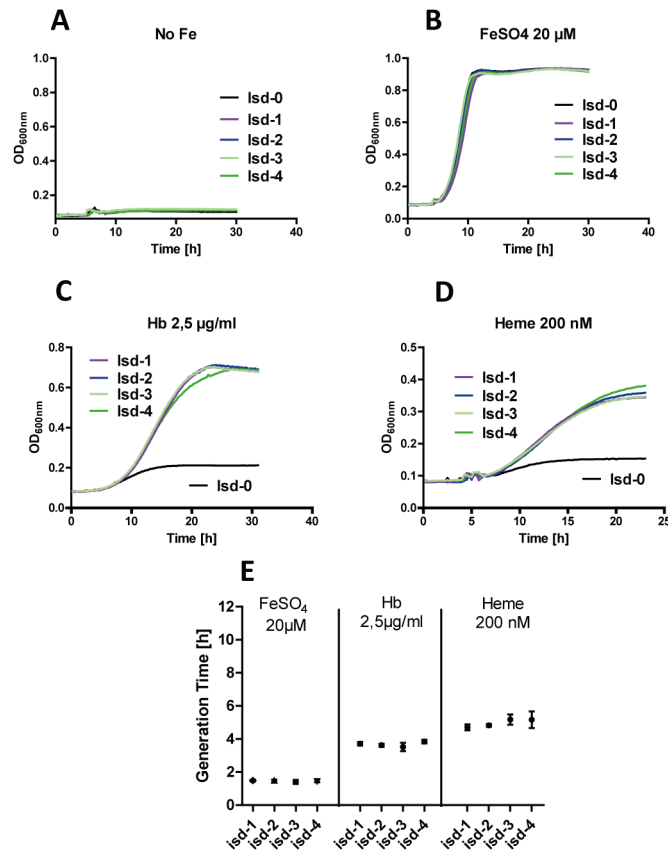 A
No Fe
1.0
0.8
0.6
0.4
0.2
OD600nm
Isd-0
Isd-1
Isd-2
Isd-3
Isd-4
0
10
20
30
40
Time [h]
B
FeSO4 20 µM
1.0
0.8
0.6
0.4
0.2
0.0
OD600nm
Isd-0
Isd-1
Isd-2
Isd-3
Isd-4
0
10
20
30
40
Time [h]
C
Hb 2,5 µg/ml
0.8
0.6
0.4
0.2
0.0
OD600nm
Isd-1
Isd-2
Isd-3
Isd-4
Isd-0
0
10
20
30
40
Time [h]
D
Heme 200 nM
0.5
0.4
0.3
0.2
0.1
0.0
OD600nm
Isd-1
Isd-2
Isd-3
Isd-4
Isd-0
0
5
10
15
20
25
Time [h]
E
FeSO4
20µM
Hb
2,5µg/ml
Heme
200 nM
12
10
8
6
4
2
0
Generation Time [h]
isd-1
isd-2
isd-3
isd-4
isd-1
isd-2
isd-3
isd-4
isd-1
isd-2
isd-3
isd-4